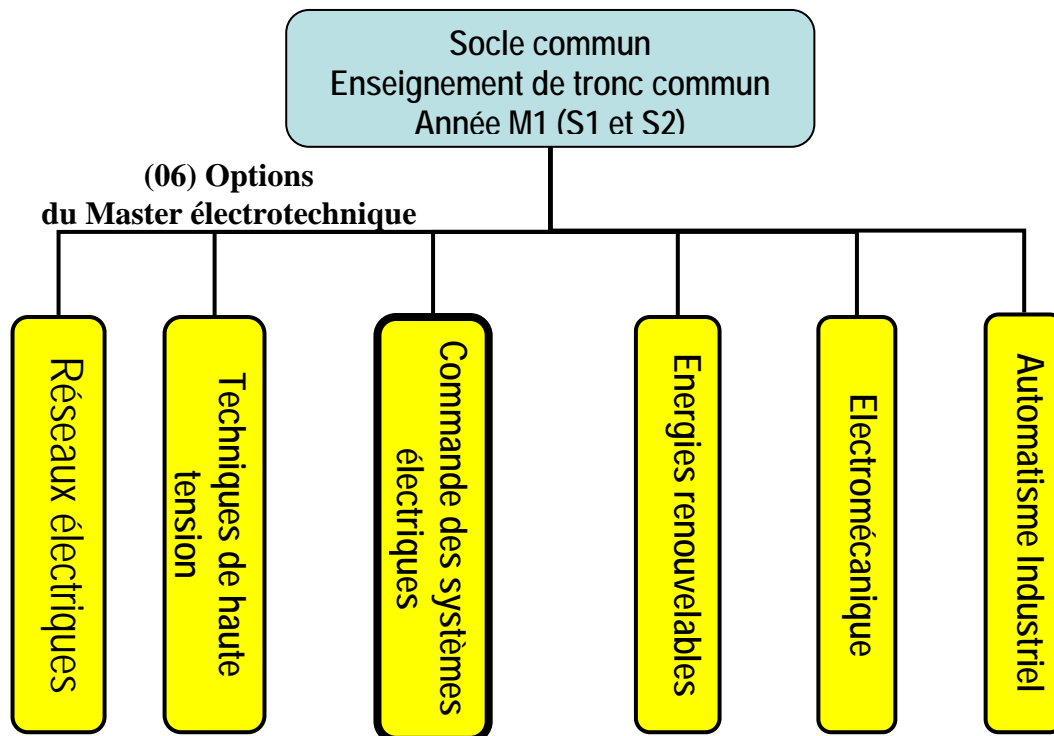 Socle commun
Enseignement de tronc commun
Année M1 (S1 et S2)
(06) Options
du Master électrotechnique
Réseaux électriques
Techniques de haute
tension
Commande des systèmes
électriques
Energies renouvelables
Electromécanique
Automatisme Industriel